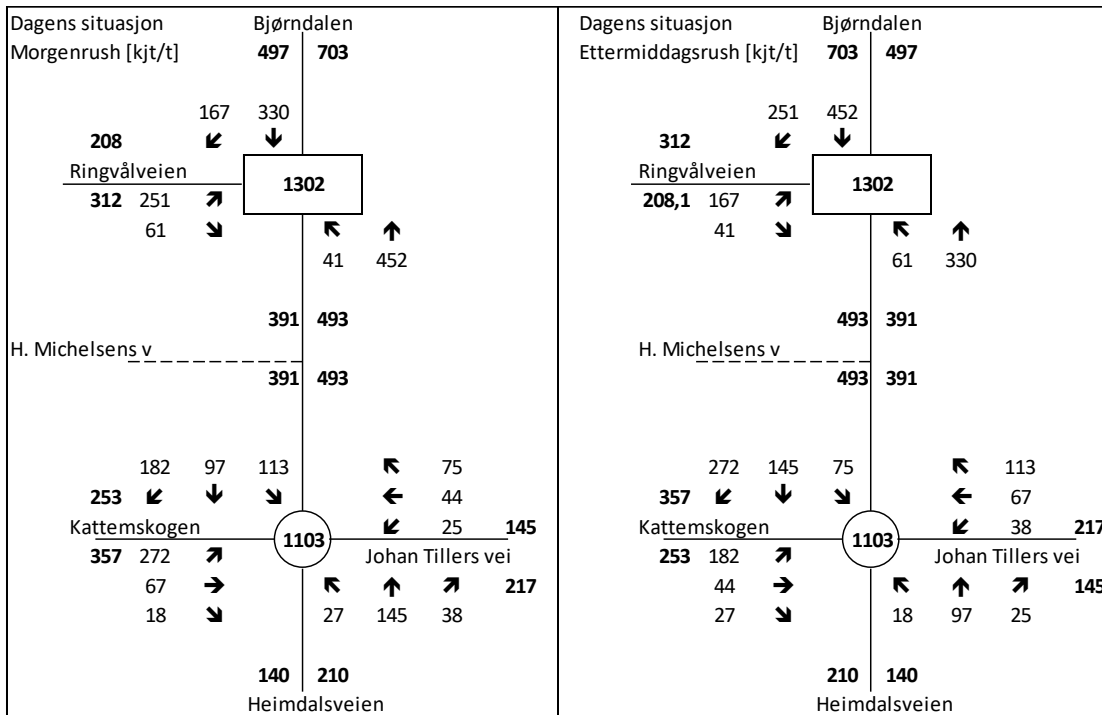 Dagens situasjon Bjørndalen
Morgenrush [kjt/t] 497 703
167 330
208
Ringvålveien
1302
312 251
61
41 452
391 493
H. Michelsens v
391 493
182 97 113 75
253 44
Kattemskogen 25 145
1103
357 272 Johan Tillers vei
67 217
18 27 145 38
140 210
Heimdalsveien
Dagens situasjon Bjørndalen
Ettermiddagsrush [kjt/t] 703 497
251 452
312
Ringvålveien
1302
208,1 167
41
61 330
493 391
H. Michelsens v
493 391
272 145 75 113
357 67
Kattemskogen 38 217
1103
253 182 Johan Tillers vei
44 145
27 18 97 25
210 140
Heimdalsveien